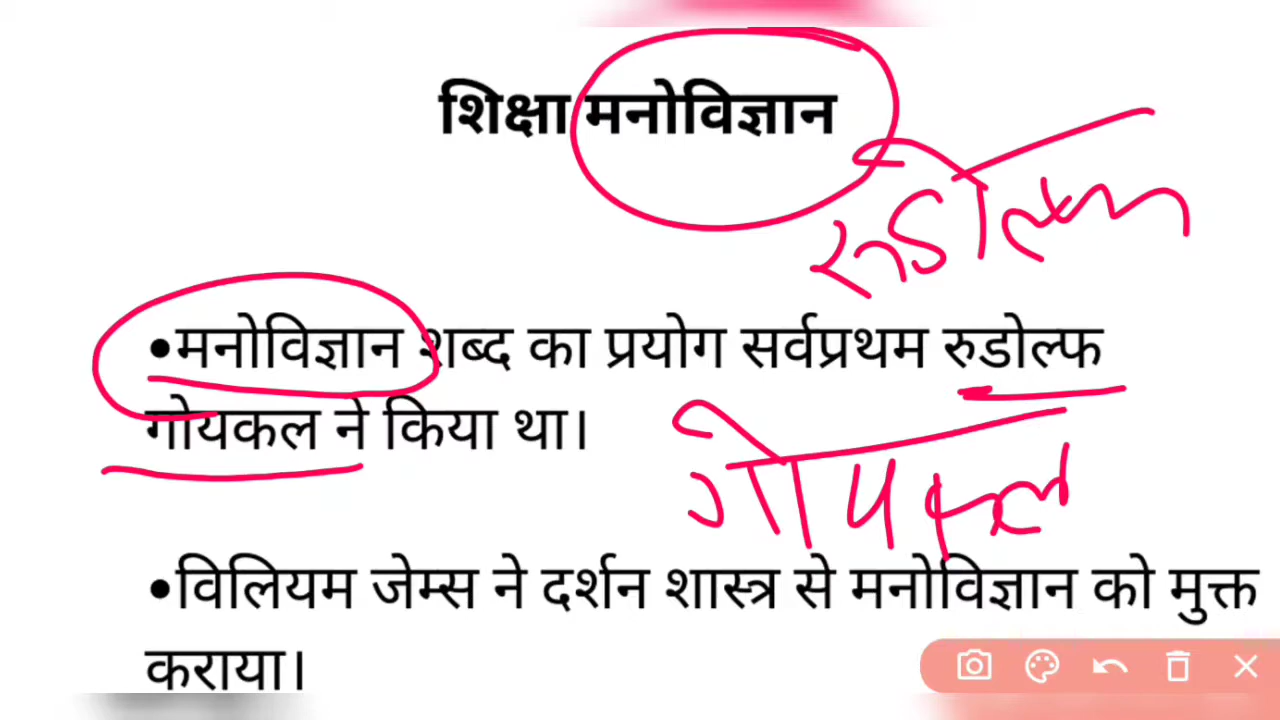 शिक्षा मनोविज्ञान
रुडोल्फ
•मनोविज्ञान शब्द का प्रयोग सर्वप्रथम रुडोल्फ
गोयकल ने किया था।
गोयकल
•विलियम जेम्स ने दर्शन शास्त्र से मनोविज्ञान को मुक्त
कराया।